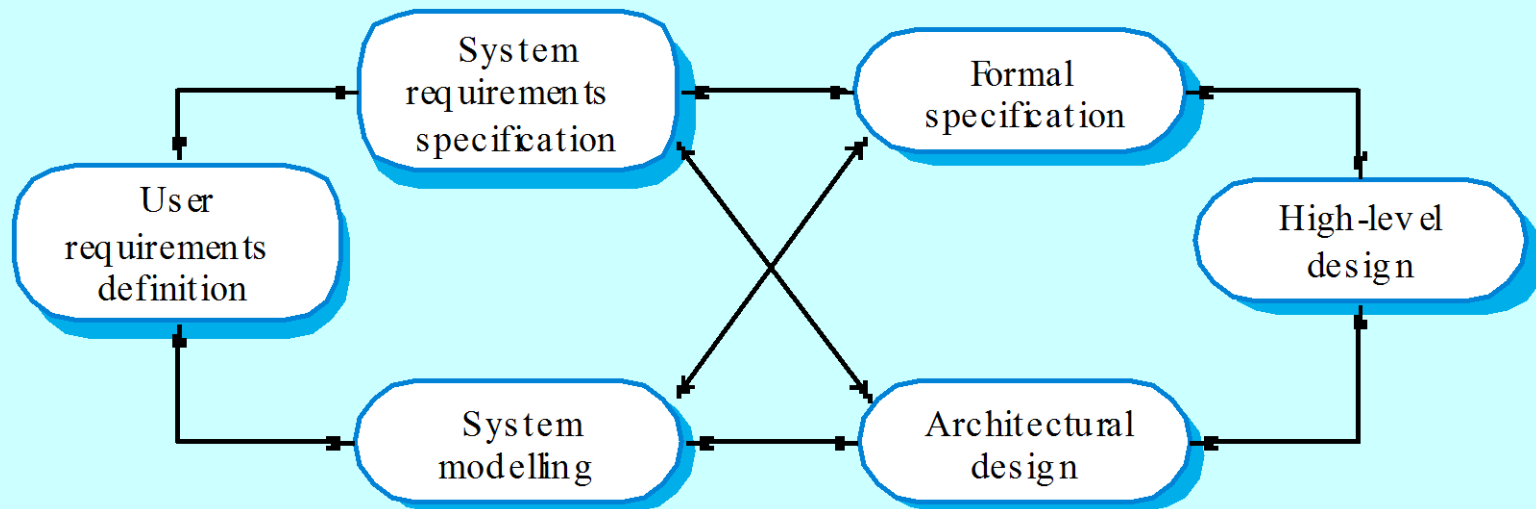 System
requirements
specification
Formal
specification
User
requirements
definition
High-level
design
System
modelling
Architectural
design